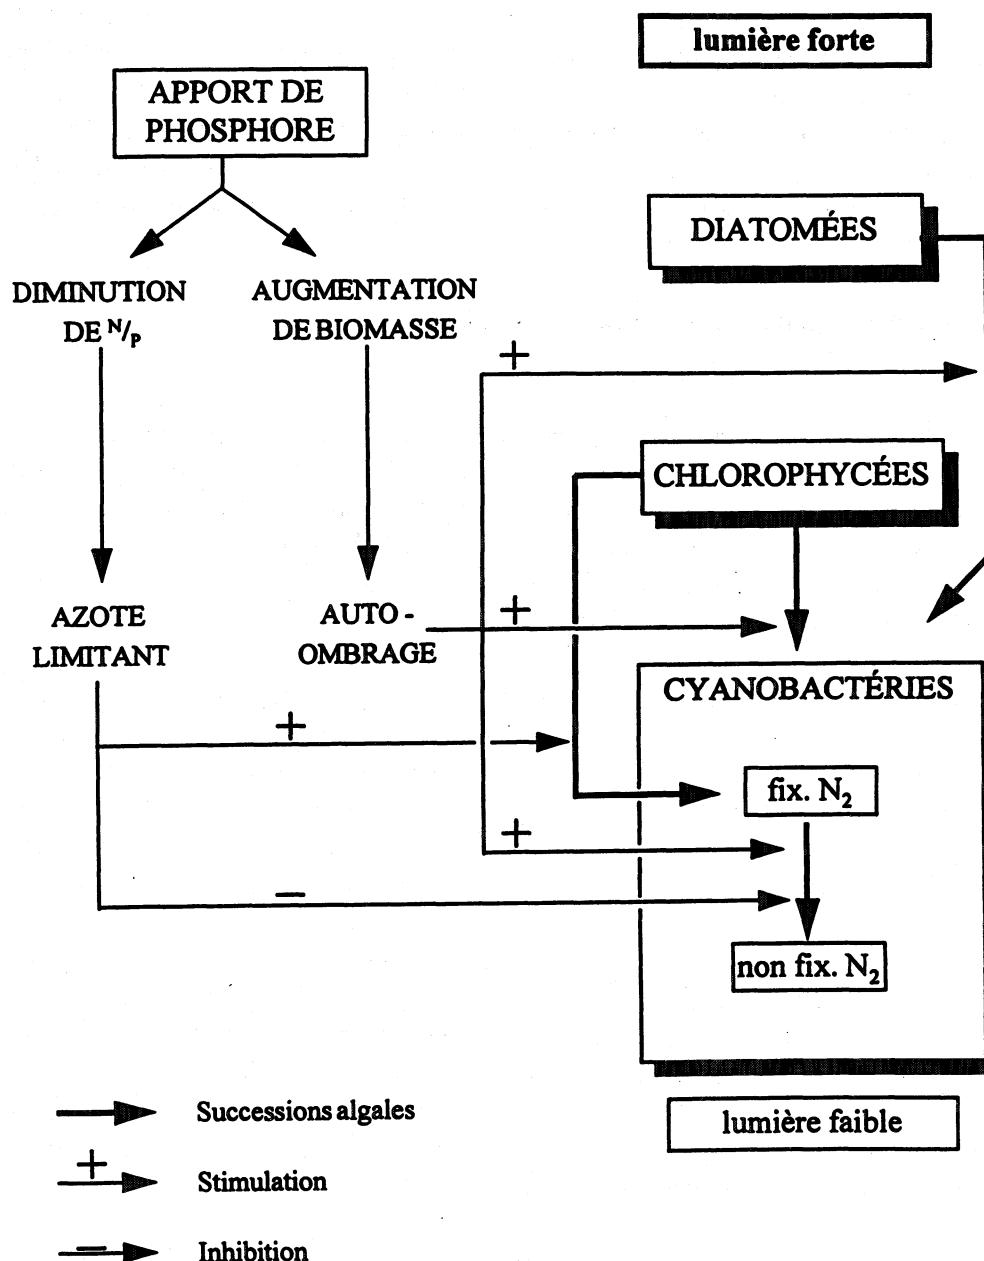 lumière forte
APPORT DE
PHOSPHORE
DIATOMÉES
DIMINUTION
DE N/P
AUGMENTATION
DE BIOMASSE
+
CHLOROPHYCÉES
AZOTE
LIMITANT
AUTO -
OMBRAGE
+
CYANOBACTÉRIES
+
fix. N₂
+
−
non fix. N₂
lumière faible
Successions algales
+
Stimulation
−
Inhibition